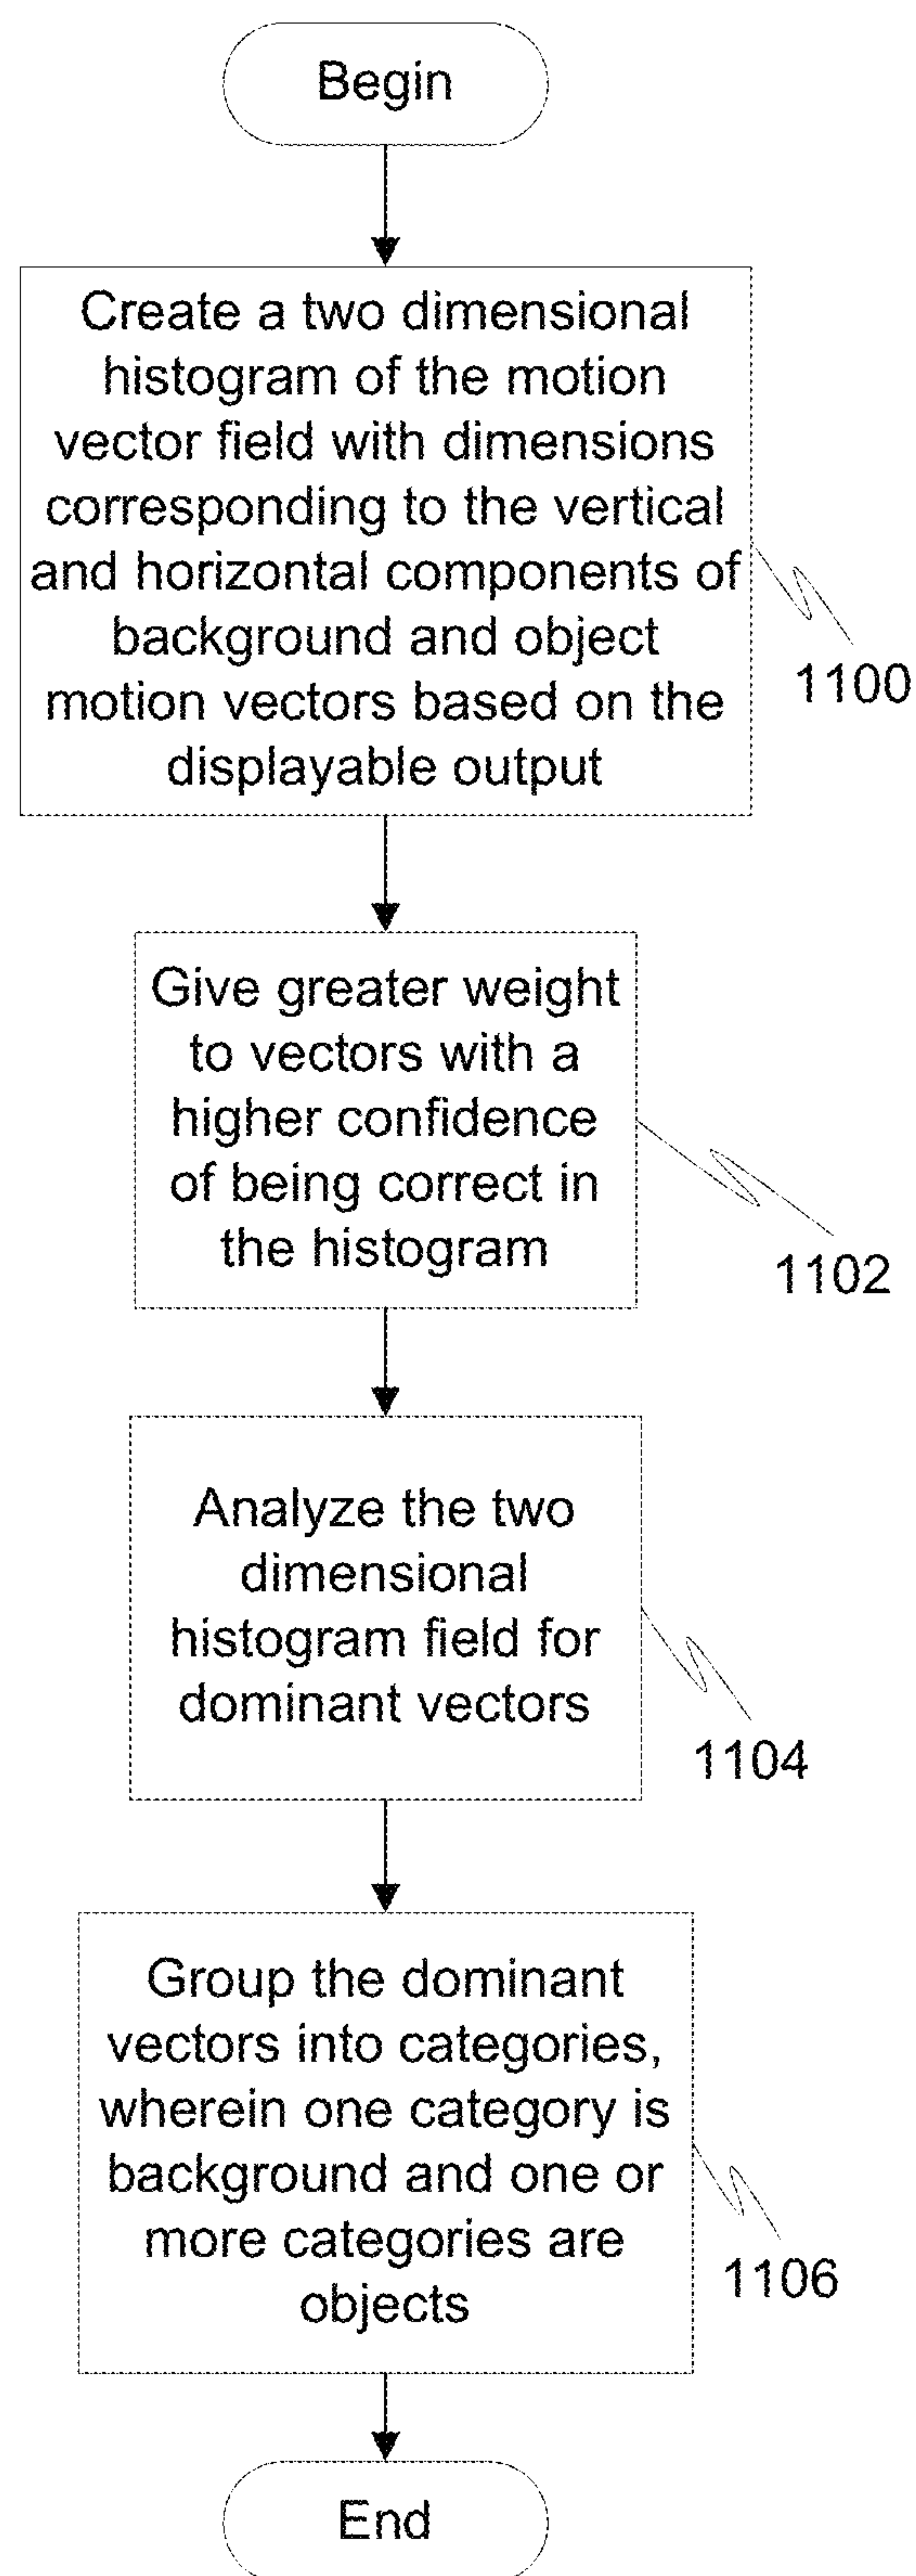 Begin
Create a two dimensional
histogram of the motion
vector field with dimensions
corresponding to the vertical
and horizontal components of
background and object
motion vectors based on the
displayable output
1100
Give greater weight
to vectors with a
higher confidence
of being correct in
the histogram
1102
Analyze the two
dimensional
histogram field for
dominant vectors
1104
Group the dominant
vectors into categories,
wherein one category is
background and one or
more categories are
objects
1106
End